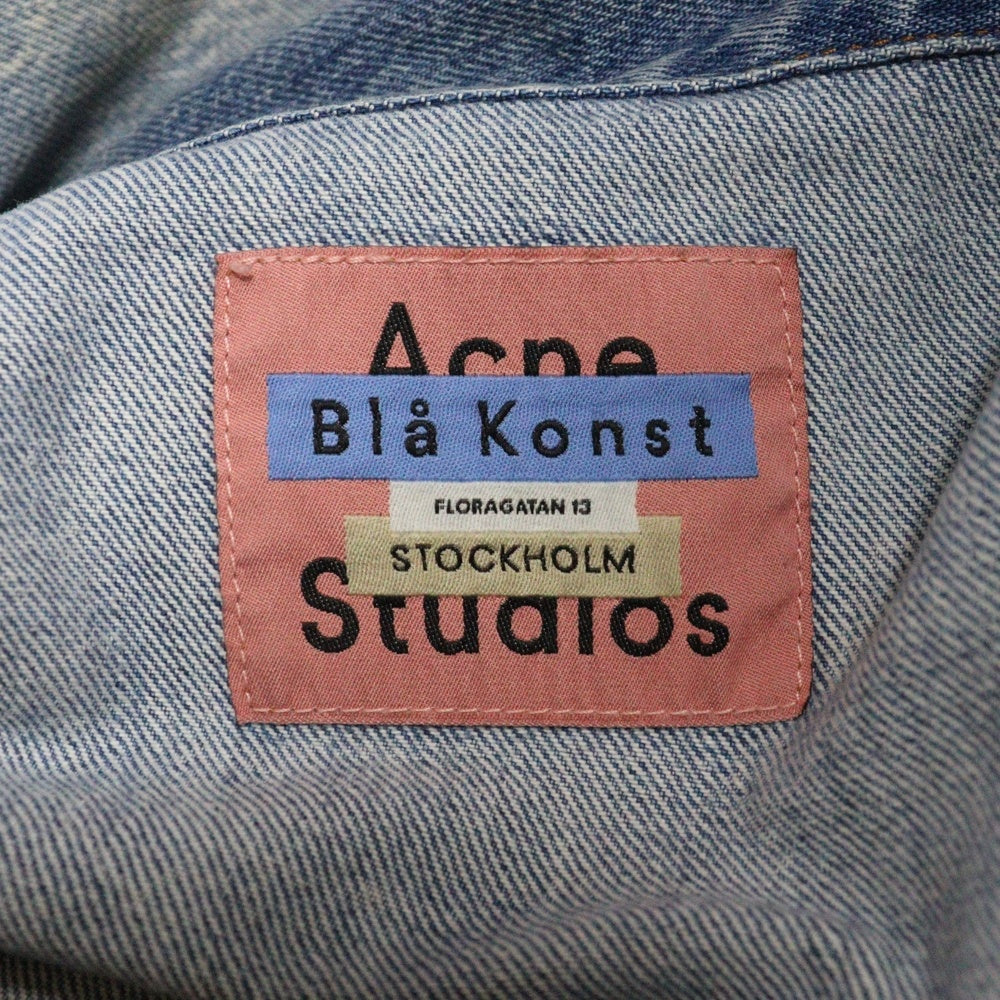 Acne
Blå Konst
FLORAGATAN 13
STOCKHOLM
Studios